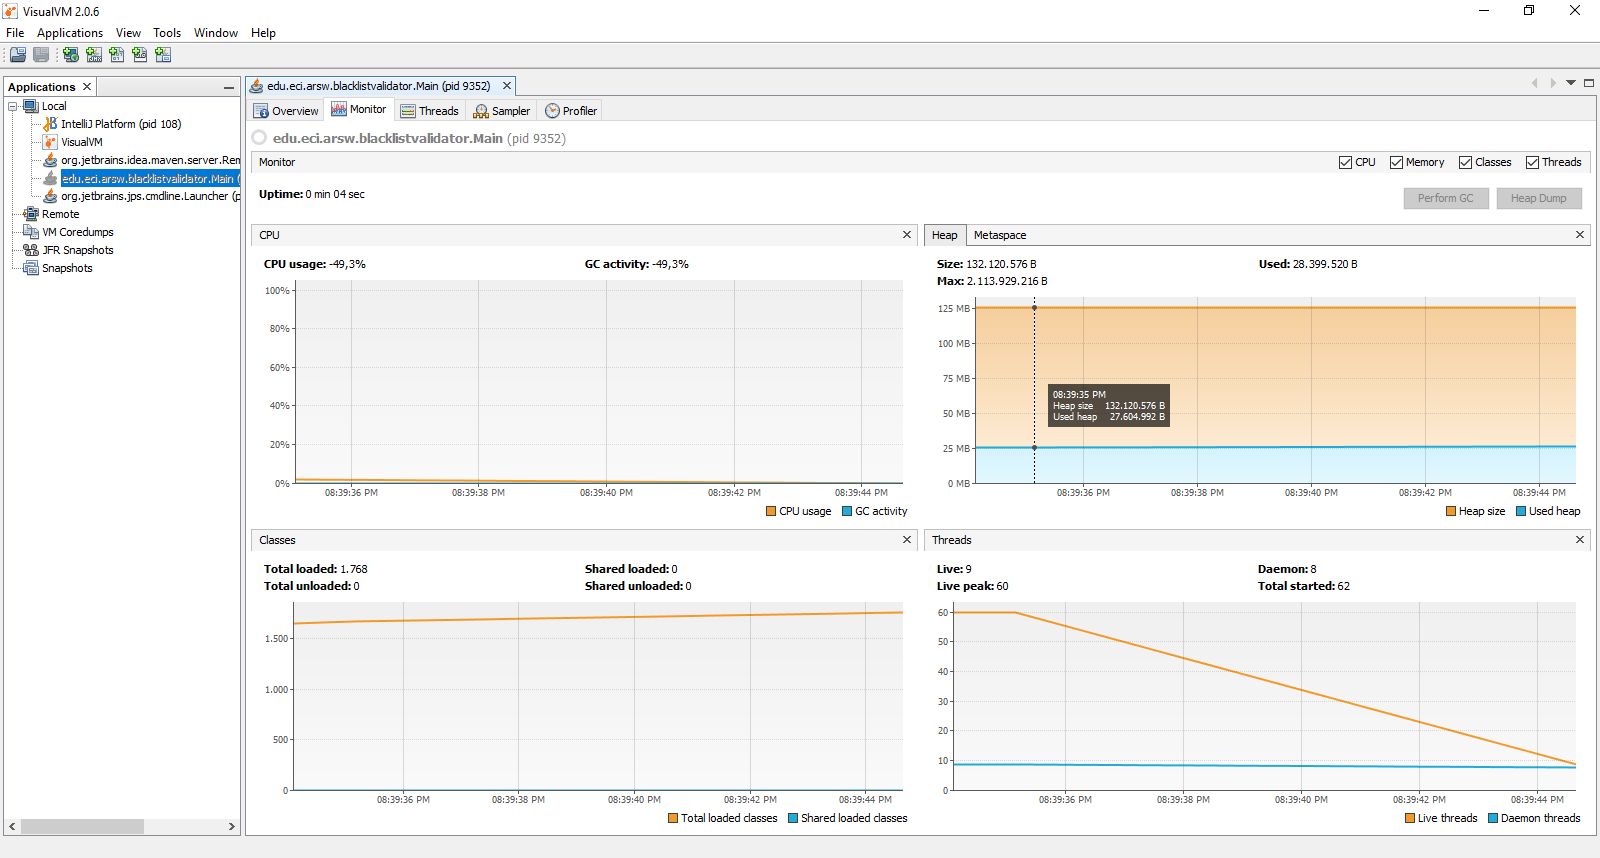 VisualVM 2.0.6
File Applications View Tools Window Help
Applications
Local
IntelliJ Platform (pid 108)
VisualVM
org.jetbrains.idea.maven.server.Rem
edu.eci.arsw.blacklistvalidator.Main (
org.jetbrains.jps.cmdline.Launcher (p
Remote
VM Coredumps
JFR Snapshots
Snapshots
edu.eci.arsw.blacklistvalidator.Main (pid 9352)
Overview Monitor Threads Sampler Profiler
edu.eci.arsw.blacklistvalidator.Main (pid 9352)
Monitor CPU Memory Classes Threads
Uptime: 0 min 04 sec Perform GC Heap Dump
CPU
CPU usage: -49,3% GC activity: -49,3%
100%
80%
60%
40%
20%
0%
08:39:36 PM 08:39:38 PM 08:39:40 PM 08:39:42 PM 08:39:44 PM
CPU usage GC activity
Heap Metaspace
Size: 132.120.576 B Used: 28.399.520 B
Max: 2.113.929.216 B
125 MB
100 MB
75 MB
50 MB
25 MB
0 MB
08:39:35 PM
Heap size 132.120.576 B
Used heap 27.604.992 B
08:39:36 PM 08:39:38 PM 08:39:40 PM 08:39:42 PM 08:39:44 PM
Heap size Used heap
Classes
Total loaded: 1.768 Shared loaded: 0
Total unloaded: 0 Shared unloaded: 0
1.500
1.000
500
0
08:39:36 PM 08:39:38 PM 08:39:40 PM 08:39:42 PM 08:39:44 PM
Total loaded classes Shared loaded classes
Threads
Live: 9 Daemon: 8
Live peak: 60 Total started: 62
60
50
40
30
20
10
0
08:39:36 PM 08:39:38 PM 08:39:40 PM 08:39:42 PM 08:39:44 PM
Live threads Daemon threads